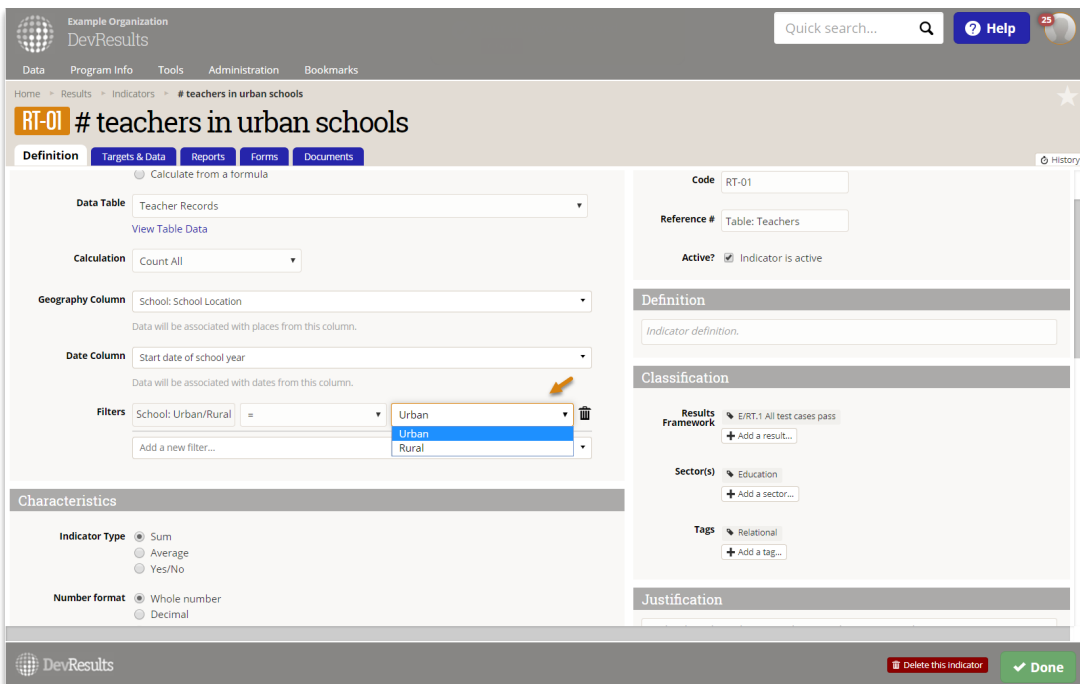 Example Organization
DevResults
Quick search...
Help
25
Data Program Info Tools Administration Bookmarks
Home Results Indicators # teachers in urban schools
RT-01 # teachers in urban schools
Definition Targets & Data Reports Forms Documents
History
Calculate from a formula
Data Table Teacher Records
View Table Data
Calculation Count All
Geography Column School: School Location
Data will be associated with places from this column.
Date Column Start date of school year
Data will be associated with dates from this column.
Filters School: Urban/Rural = Urban
Urban
Rural
Add a new filter...
Characteristics
Indicator Type Sum
Average
Yes/No
Number format Whole number
Decimal
Code RT-01
Reference # Table: Teachers
Active? Indicator is active
Definition
Indicator definition.
Classification
Results Framework E/RT.1 All test cases pass
+ Add a result...
Sector(s) Education
+ Add a sector...
Tags Relational
+ Add a tag...
Justification
DevResults
Delete this indicator
Done